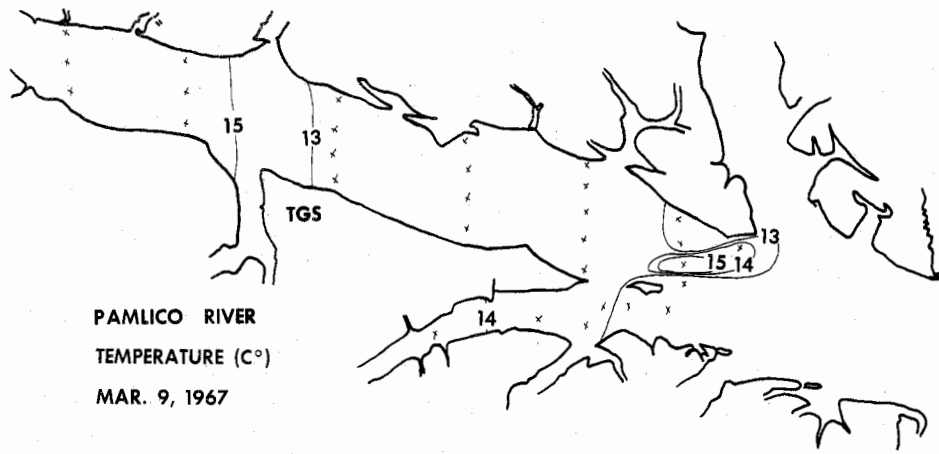 15
13
TGS
13
15
14
14
PAMLICO RIVER
TEMPERATURE (C°)
MAR. 9, 1967